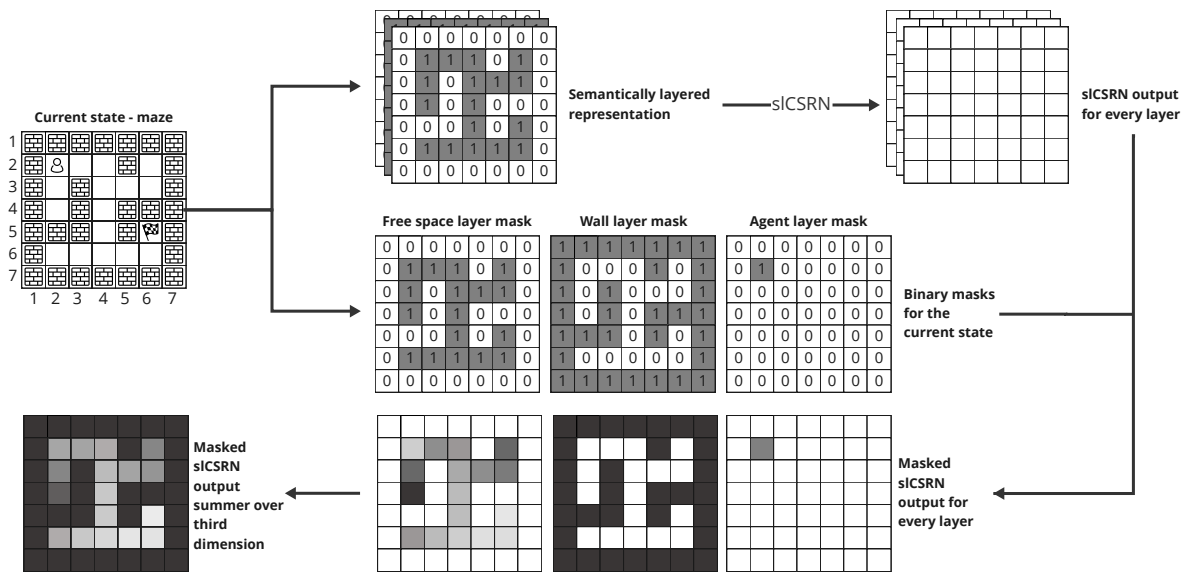 0 0 0 0 0 0 0
0 1 1 1 0 1 0
0 1 0 1 1 1 0
0 1 0 1 0 0 0
0 0 0 1 0 1 0
0 1 1 1 1 1 0
0 0 0 0 0 0 0
Semantically layered
representation
slCSRN
slCSRN output
for every layer
Current state - maze
1
2
3
4
5
6
7
1 2 3 4 5 6 7
Free space layer mask
0 0 0 0 0 0 0
0 1 1 1 0 1 0
0 1 0 1 1 1 0
0 1 0 1 0 0 0
0 0 0 1 0 1 0
0 1 1 1 1 1 0
0 0 0 0 0 0 0
Wall layer mask
1 1 1 1 1 1 1
1 0 0 0 1 0 1
1 0 1 0 0 0 1
1 0 1 0 1 1 1
1 1 1 0 1 0 1
1 0 0 0 0 0 1
1 1 1 1 1 1 1
Agent layer mask
0 0 0 0 0 0 0
0 1 0 0 0 0 0
0 0 0 0 0 0 0
0 0 0 0 0 0 0
0 0 0 0 0 0 0
0 0 0 0 0 0 0
0 0 0 0 0 0 0
Binary masks
for the
current state
Masked
slCSRN
output
summer over
third
dimension
Masked
slCSRN
output for
every layer